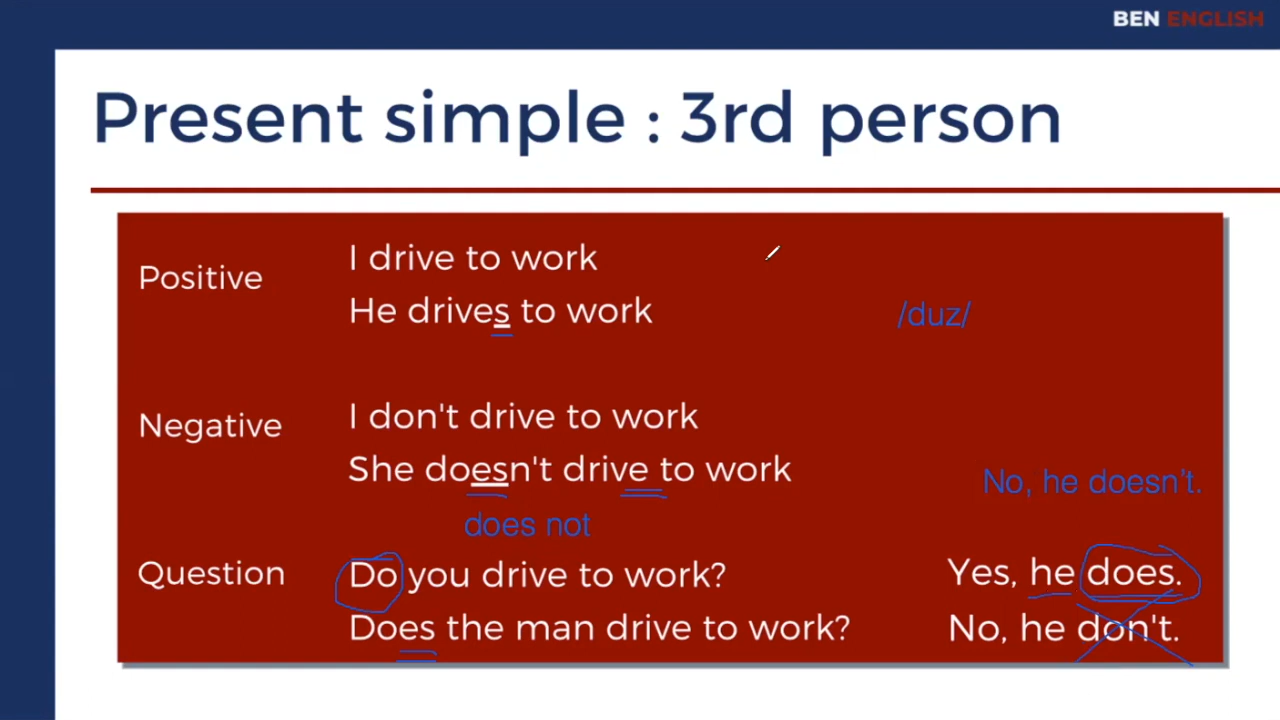 BEN ENGLISH
Present simple : 3rd person
Positive
I drive to work
He drives to work
/duz/
Negative
I don't drive to work
She doesn't drive to work
No, he doesn't.
does not
Question
Do you drive to work?
Yes, he does.
Does the man drive to work?
No, he don't.